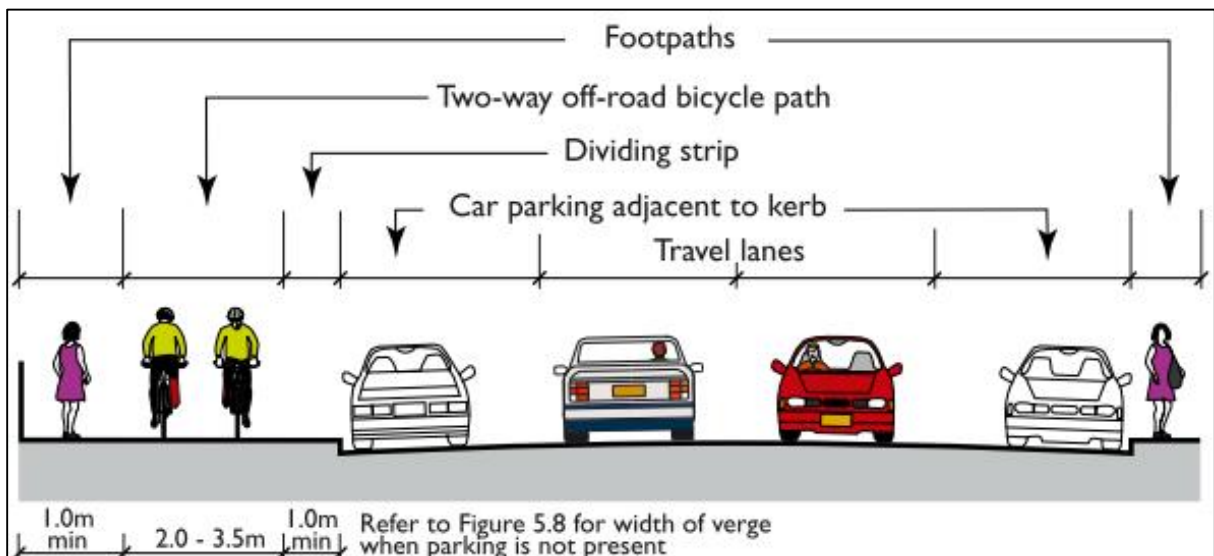 Footpaths
Two-way off-road bicycle path
Dividing strip
Car parking adjacent to kerb
Travel lanes
1.0m
min
2.0 - 3.5m
1.0m
min
Refer to Figure 5.8 for width of verge
when parking is not present